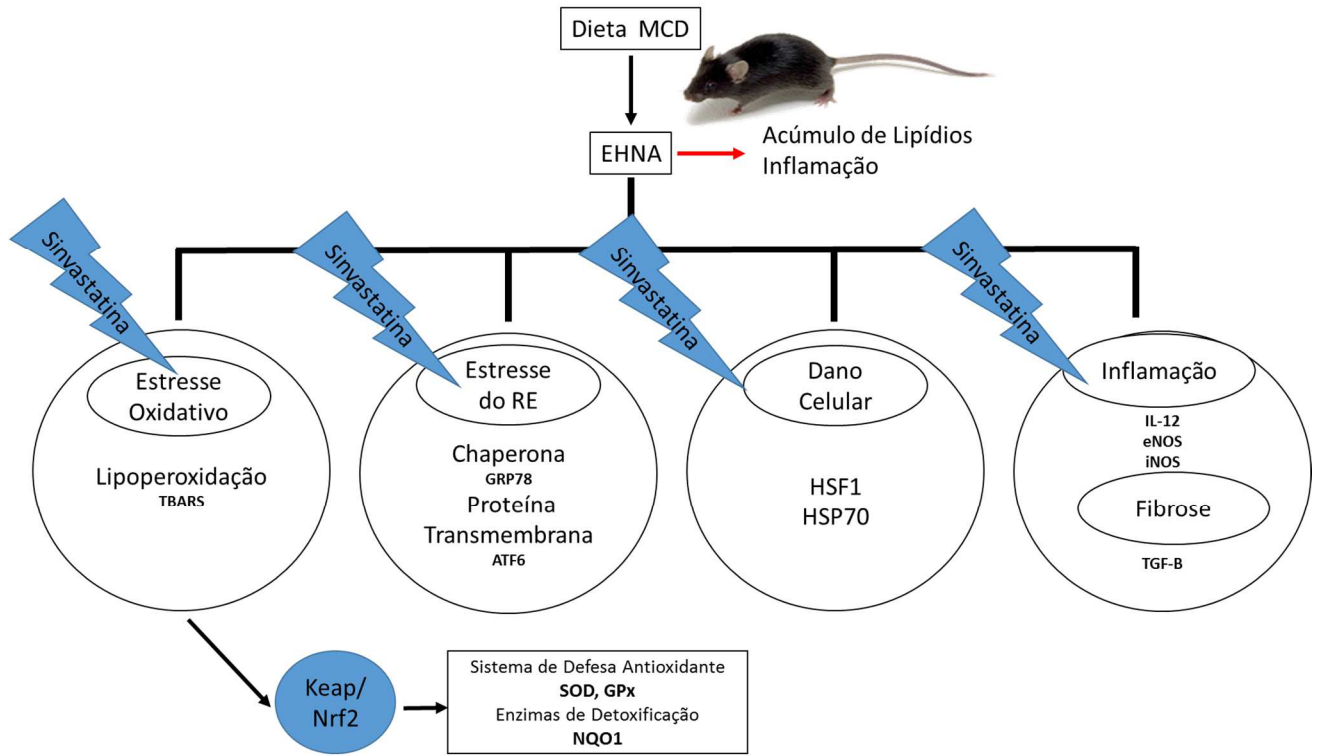 Dieta MCD
EHNA
Acúmulo de Lipídios
Inflamação
Sinvastatina
Sinvastatina
Sinvastatina
Sinvastatina
Estresse
Oxidativo
Lipoperoxidação
TBARS
Estresse
do RE
Chaperona
GRP78
Proteína
Transmembrana
ATF6
Dano
Celular
HSF1
HSP70
Inflamação
IL-12
eNOS
iNOS
Fibrose
TGF-B
Keap/
Nrf2
Sistema de Defesa Antioxidante
SOD, GPx
Enzimas de Detoxificação
NQO1